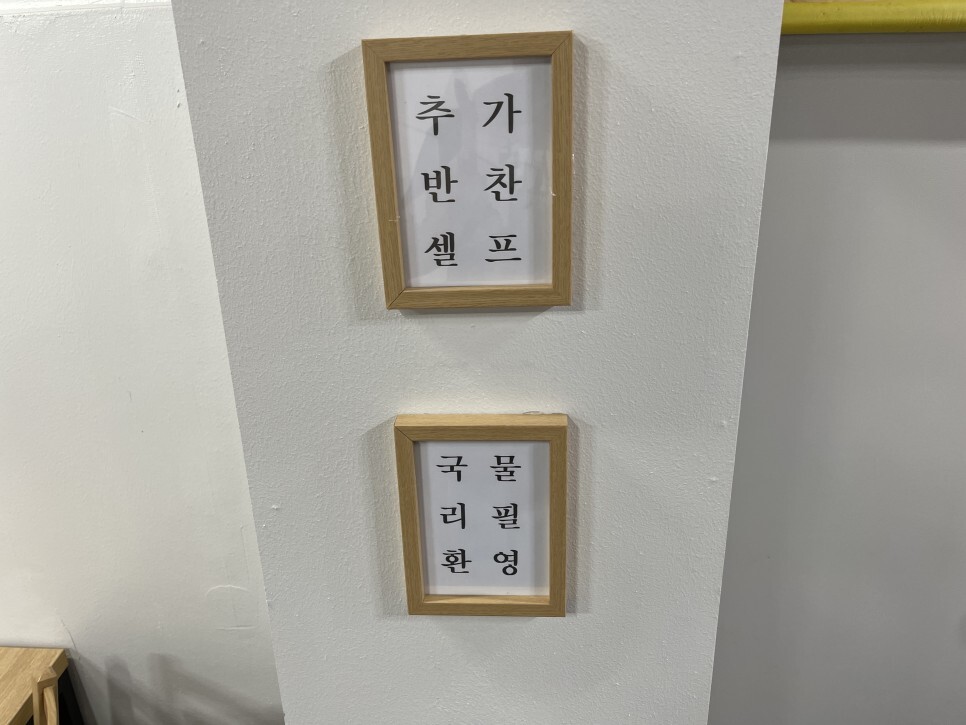 추 가
반 찬
셀 프
국 물
리 필
환 영